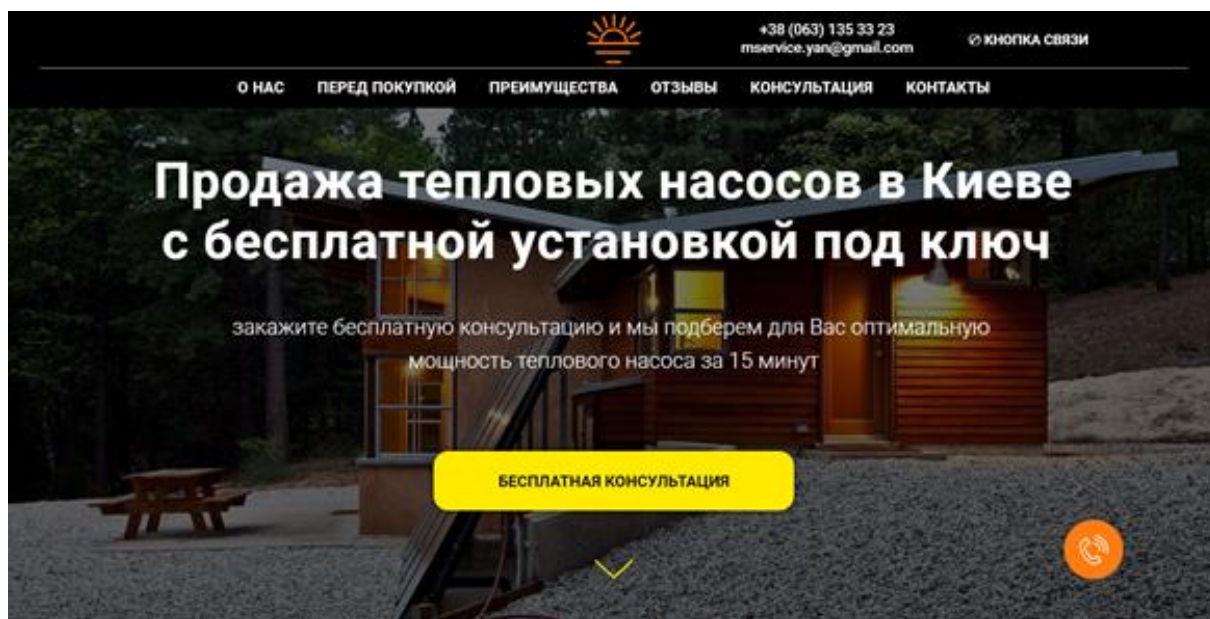 +38 (063) 135 33 23
mservice.yan@gmail.com
КНОПКА СВЯЗИ
О НАС ПЕРЕД ПОКУПКОЙ ПРЕИМУЩЕСТВА ОТЗЫВЫ КОНСУЛЬТАЦИЯ КОНТАКТЫ
Продажа тепловых насосов в Киеве
с бесплатной установкой под ключ
закажите бесплатную консультацию и мы подберем для Вас оптимальную
мощность теплового насоса за 15 минут
БЕСПЛАТНАЯ КОНСУЛЬТАЦИЯ